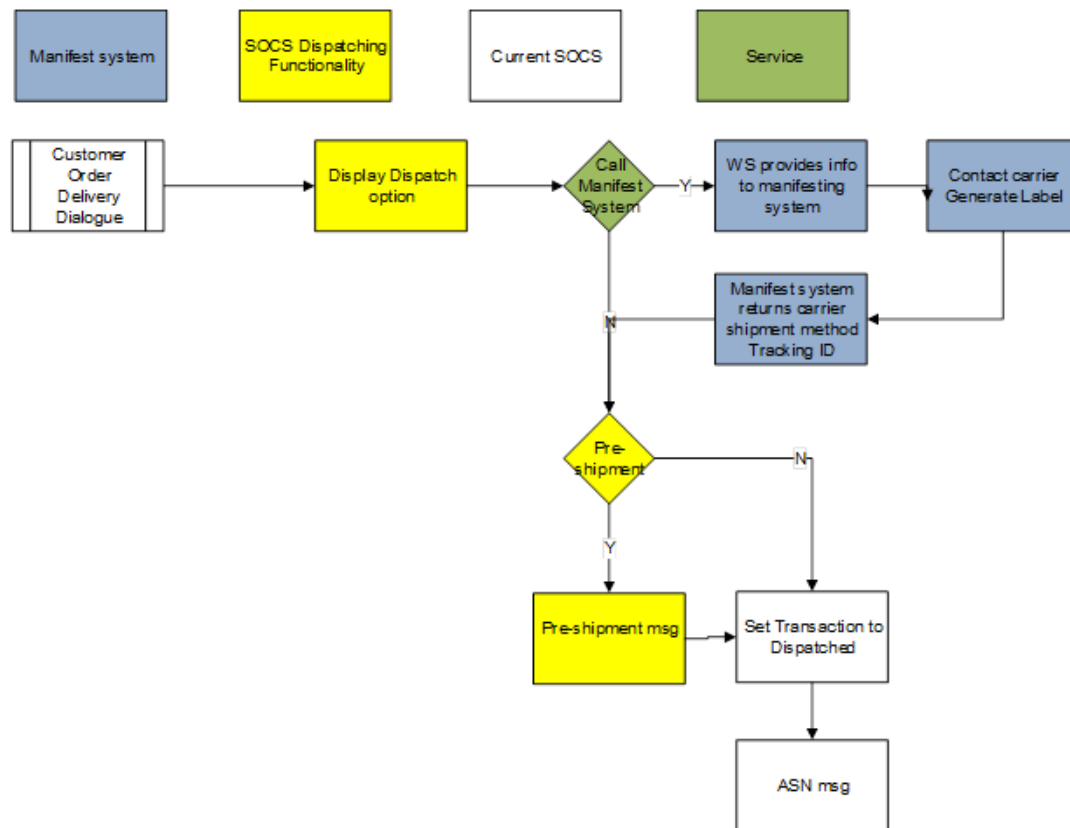 Manifest system
SOCS Dispatching
Functionality
Current SOCS
Service
Customer
Order
Delivery
Dialogue
Display Dispatch
option
Call
Manifest
System
Y
WS provides info
to manifesting
system
Contact carrier
Generate Label
Manifest system
returns carrier
shipment method
Tracking ID
N
Pre-
shipment
N
Y
Pre-shipment msg
Set Transaction to
Dispatched
ASN msg